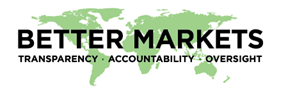 BETTER MARKETS
TRANSPARENCY · ACCOUNTABILITY · OVERSIGHT